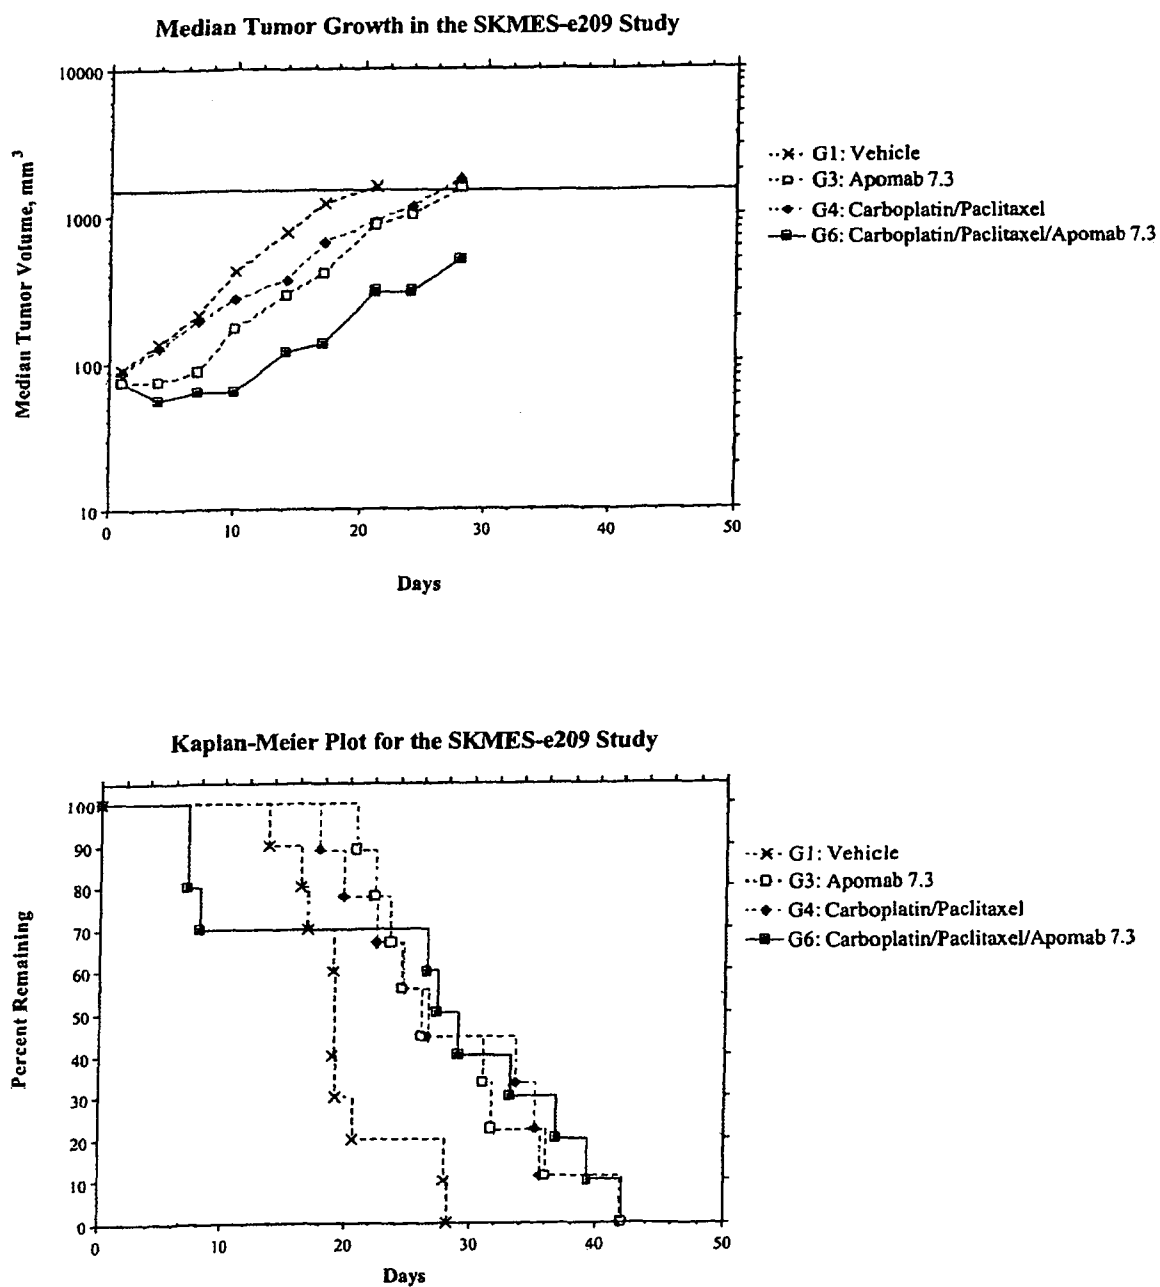 Median Tumor Growth in the SKMES-e209 Study
10000
1000
100
10
Median Tumor Volume, mm³
0 10 20 30 40 50
Days
G1: Vehicle
G3: Apomab 7.3
G4: Carboplatin/Paclitaxel
G6: Carboplatin/Paclitaxel/Apomab 7.3
Kaplan-Meier Plot for the SKMES-e209 Study
100
90
80
70
60
50
40
30
20
10
0
Percent Remaining
0 10 20 30 40 50
Days
G1: Vehicle
G3: Apomab 7.3
G4: Carboplatin/Paclitaxel
G6: Carboplatin/Paclitaxel/Apomab 7.3